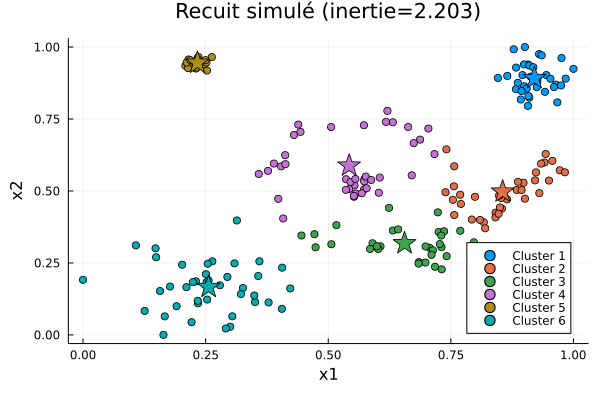 Recuit simulé (inertie=2.203)
1.00
0.75
x2
0.50
0.25
0.00
Cluster 1
Cluster 2
Cluster 3
Cluster 4
Cluster 5
Cluster 6
0.00 0.25 0.50 0.75 1.00
x1